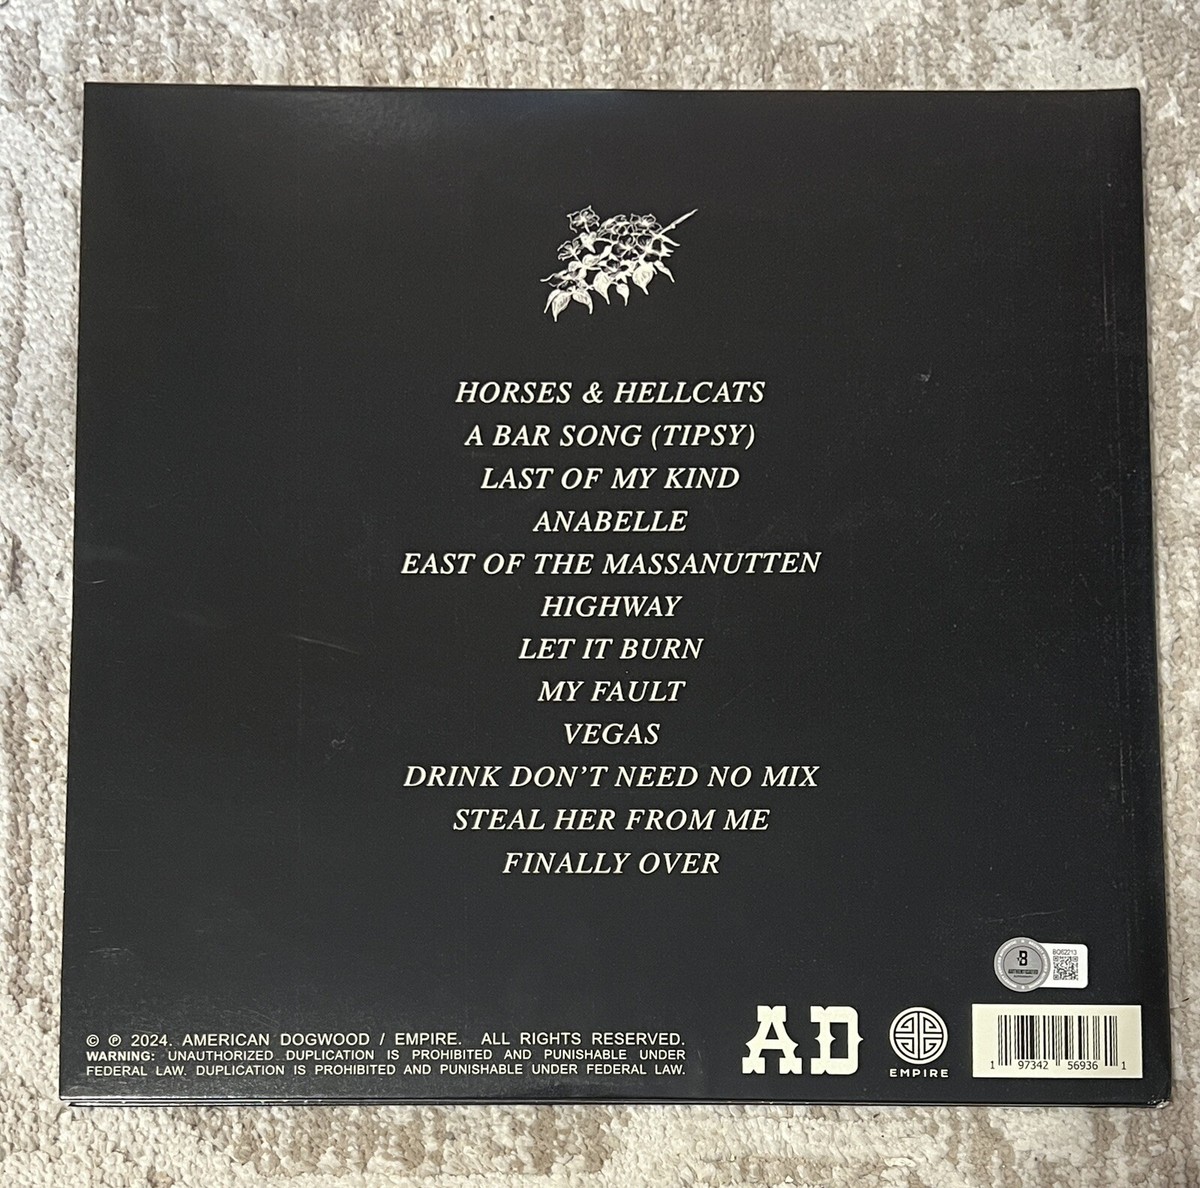 HORSES & HELLCATS
A BAR SONG (TIPSY)
LAST OF MY KIND
ANABELLE
EAST OF THE MASSANUTTEN
HIGHWAY
LET IT BURN
MY FAULT
VEGAS
DRINK DON'T NEED NO MIX
STEAL HER FROM ME
FINALLY OVER
B
AUTHENTICATED
BQ62213
© ℗ 2024. AMERICAN DOGWOOD / EMPIRE. ALL RIGHTS RESERVED.
WARNING: UNAUTHORIZED DUPLICATION IS PROHIBITED AND PUNISHABLE UNDER
FEDERAL LAW. DUPLICATION IS PROHIBITED AND PUNISHABLE UNDER FEDERAL LAW.
AD
EMPIRE
1 97342 56936 1